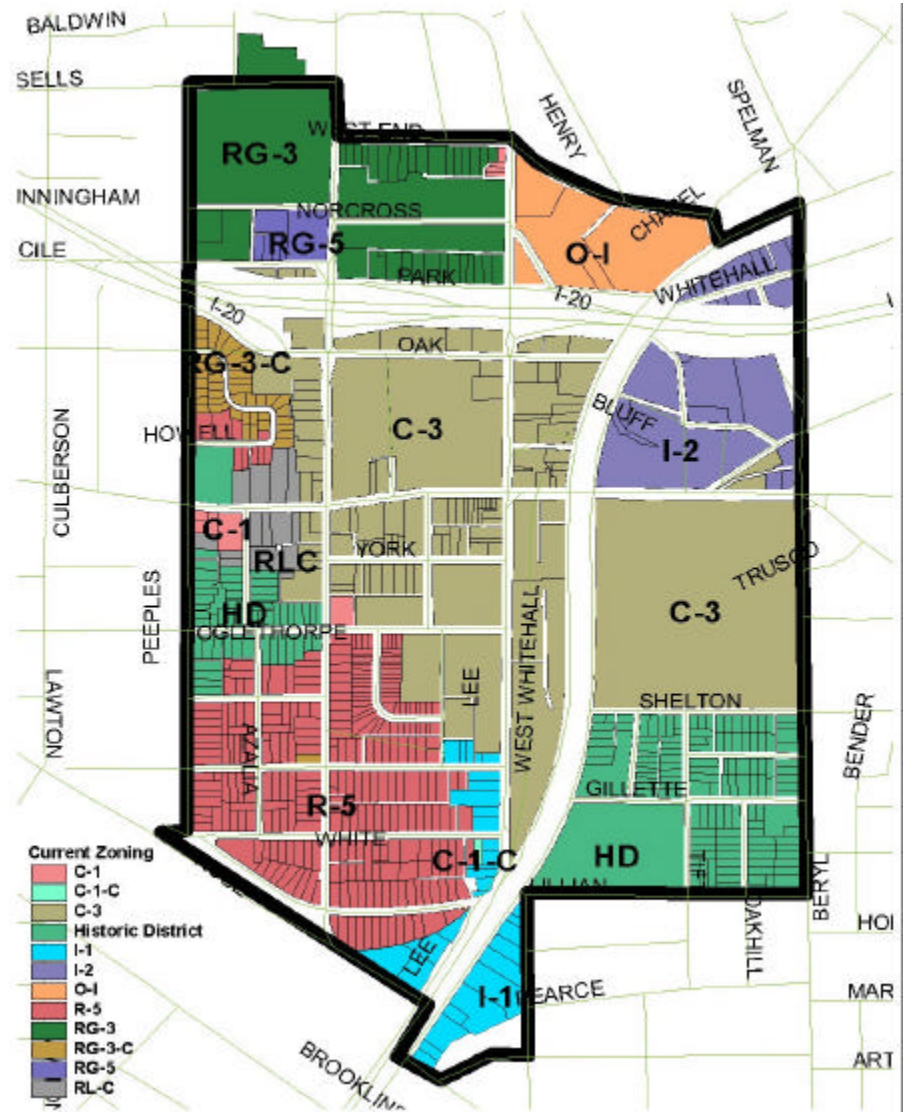 BALDWIN
SELLS
HENRY
SPELMAN
RG-3
INNINGHAM
NORCROSS
CHAPEL
CILE
RG-5
O-I
PARK
WHITEHALL
I-20
I-20
OAK
RG-3-C
CULBERSON
HOWELL
C-3
BLUFF
I-2
C-1
YORK
RLC
TRUSCO
PEEPLES
HD
OGLETHORPE
C-3
LAWTON
LEE
WEST WHITEHALL
SHELTON
BENDER
AZALIA
GILLETTE
R-5
WHITE
C-1-C
HD
LILLIAN
BERYL
OAKHILL
HOI
LEE
I-1
PEARCE
MAR
BROOKLINE
ART
Current Zoning
C-1
C-1-C
C-3
Historic District
I-1
I-2
O-I
R-5
RG-3
RG-3-C
RG-5
RL-C